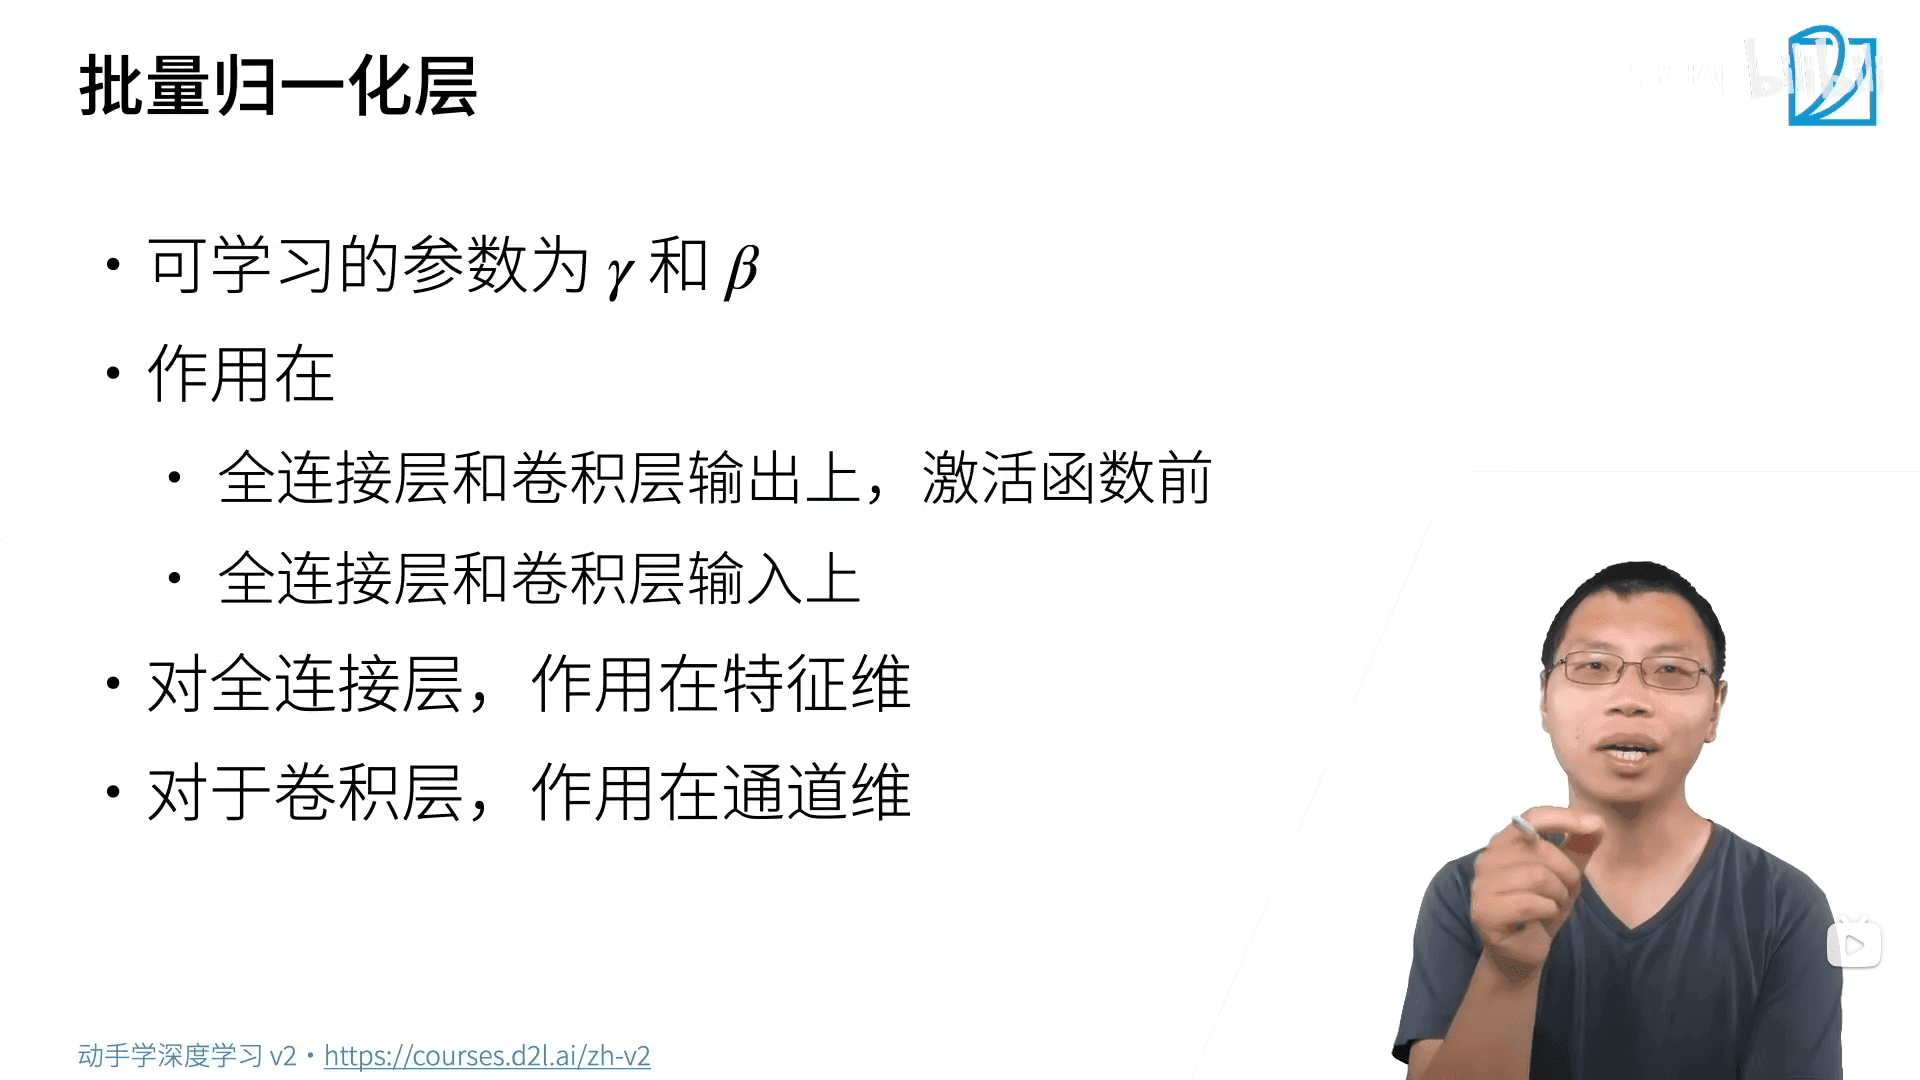 批量归一化层
bilibili
• 可学习的参数为 γ 和 β
• 作用在
• 全连接层和卷积层输出上，激活函数前
• 全连接层和卷积层输入上
• 对全连接层，作用在特征维
• 对于卷积层，作用在通道维
动手学深度学习 v2 • https://courses.d2l.ai/zh-v2